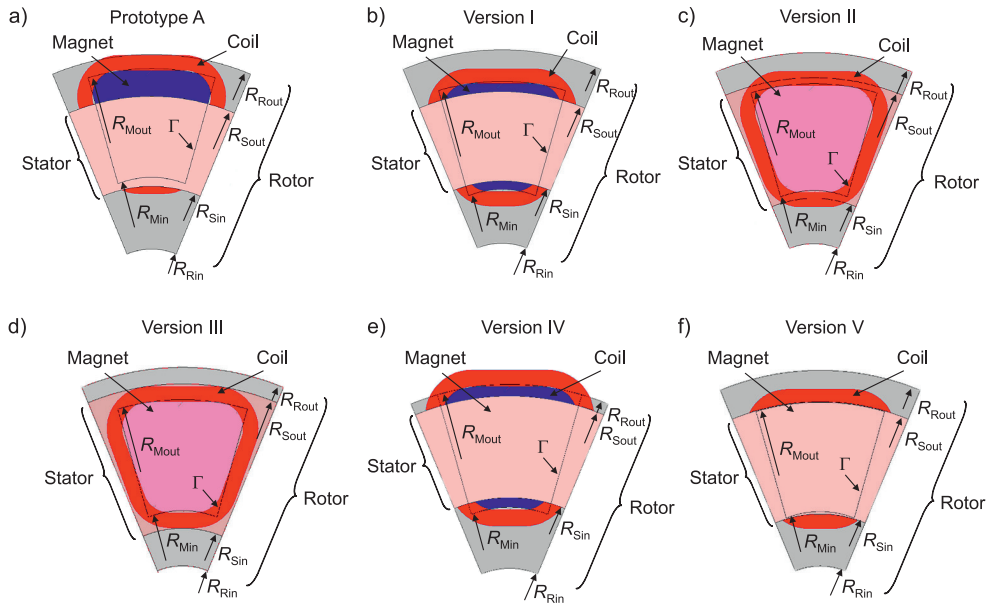 a)
Prototype A
Magnet
Coil
R_Rout
R_Mout
Γ
R_Sout
Stator
Rotor
R_Min
R_Sin
R_Rin
b)
Version I
Magnet
Coil
R_Rout
R_Mout
Γ
R_Sout
Stator
Rotor
R_Min
R_Sin
R_Rin
c)
Version II
Magnet
Coil
R_Rout
R_Mout
R_Sout
Γ
Stator
Rotor
R_Min
R_Sin
R_Rin
d)
Version III
Magnet
Coil
R_Rout
R_Sout
R_Mout
Γ
Stator
Rotor
R_Min
R_Sin
R_Rin
e)
Version IV
Magnet
Coil
R_Rout
R_Mout
R_Sout
Γ
Stator
Rotor
R_Min
R_Sin
R_Rin
f)
Version V
Magnet
Coil
R_Rout
R_Mout
R_Sout
Γ
Stator
Rotor
R_Min
R_Sin
R_Rin